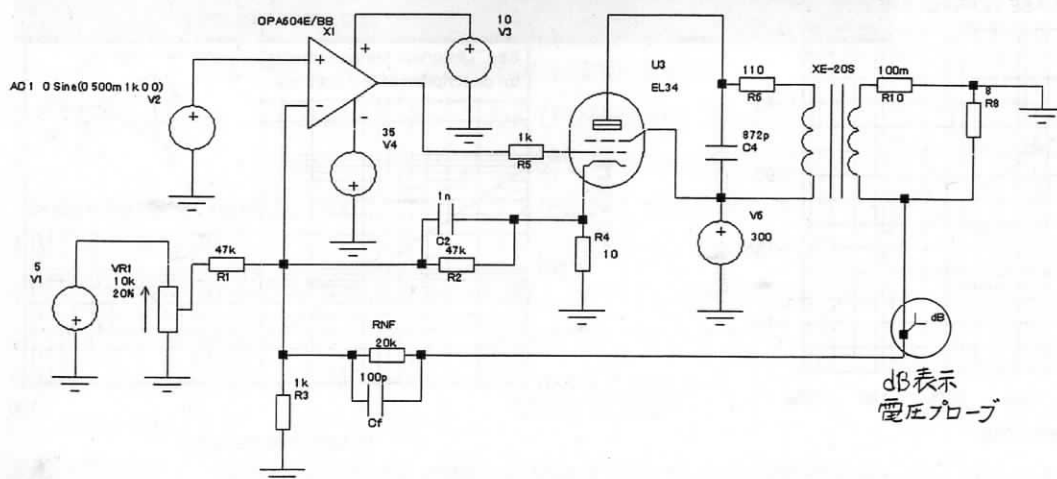 OPA604E/BB
X1
10
V3
AC 1 0 Sine(0 500m 1k 0 0)
V2
35
V4
U3
EL34
1k
R5
110
R6
XE-20S
100m
R10
8
R8
872p
C4
1n
C2
47k
R2
R4
10
V6
300
5
V1
VR1
10k
20%
47k
R1
RNF
20k
100p
Cf
1k
R3
dB
dB表示
電圧プローブ